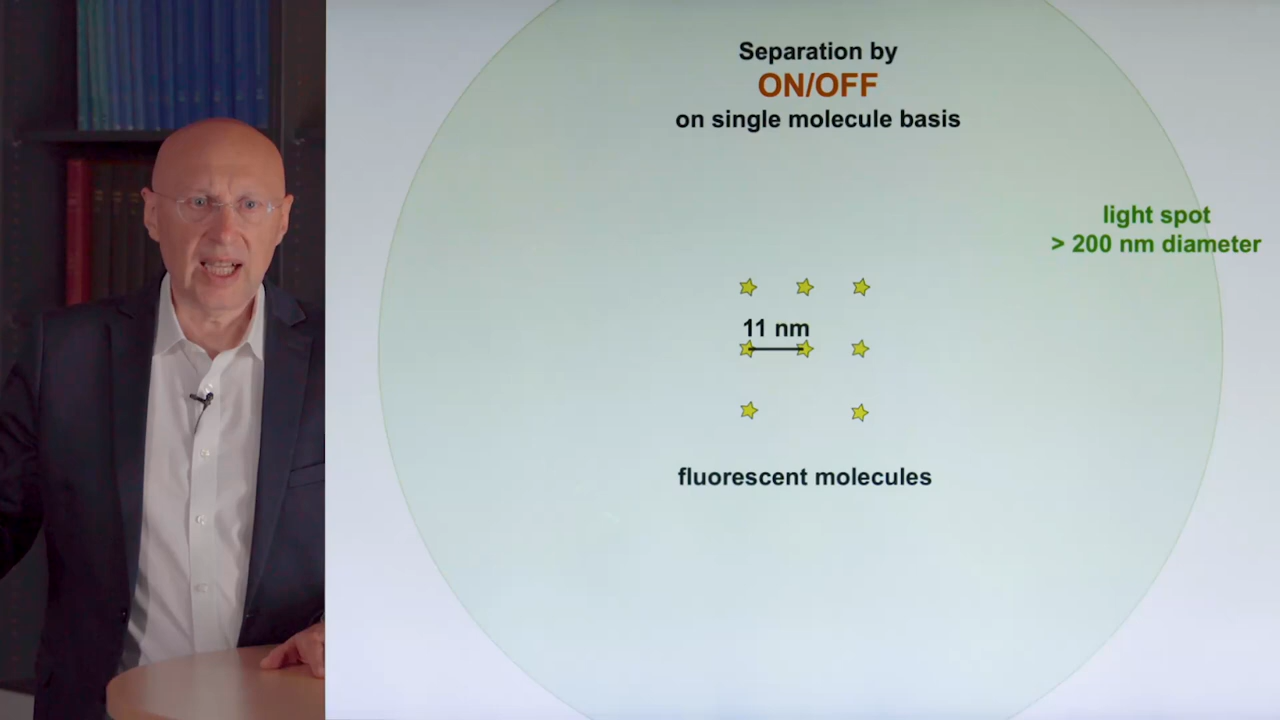 Separation by
ON/OFF
on single molecule basis
light spot
> 200 nm diameter
11 nm
fluorescent molecules